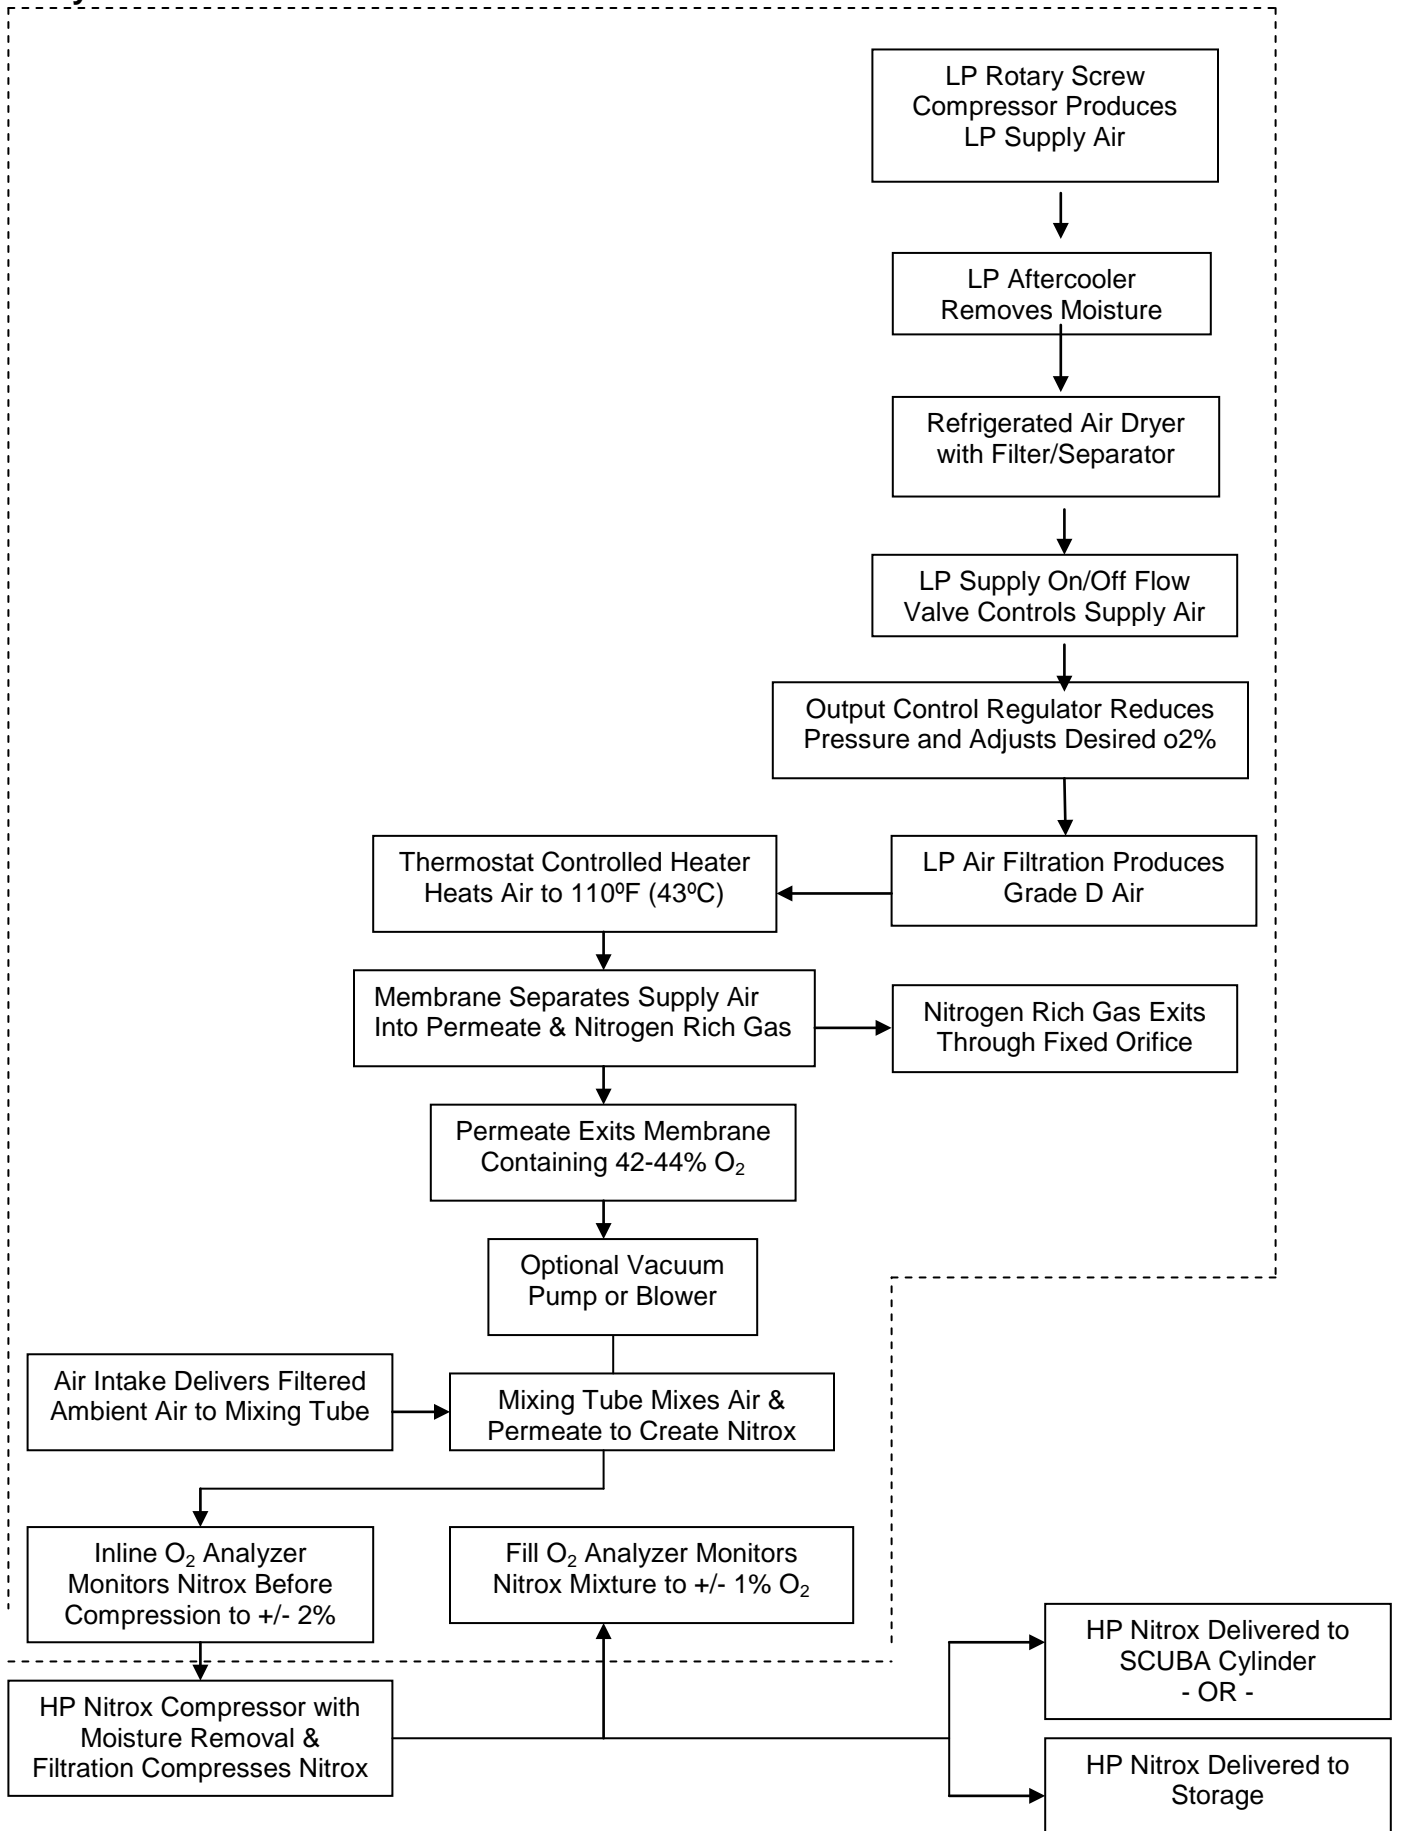 LP Rotary Screw
Compressor Produces
LP Supply Air
LP Aftercooler
Removes Moisture
Refrigerated Air Dryer
with Filter/Separator
LP Supply On/Off Flow
Valve Controls Supply Air
Output Control Regulator Reduces
Pressure and Adjusts Desired o2%
Thermostat Controlled Heater
Heats Air to 110ºF (43ºC)
LP Air Filtration Produces
Grade D Air
Membrane Separates Supply Air
Into Permeate & Nitrogen Rich Gas
Nitrogen Rich Gas Exits
Through Fixed Orifice
Permeate Exits Membrane
Containing 42-44% O₂
Optional Vacuum
Pump or Blower
Air Intake Delivers Filtered
Ambient Air to Mixing Tube
Mixing Tube Mixes Air &
Permeate to Create Nitrox
Inline O₂ Analyzer
Monitors Nitrox Before
Compression to +/- 2%
Fill O₂ Analyzer Monitors
Nitrox Mixture to +/- 1% O₂
HP Nitrox Compressor with
Moisture Removal &
Filtration Compresses Nitrox
HP Nitrox Delivered to
SCUBA Cylinder
- OR -
HP Nitrox Delivered to
Storage